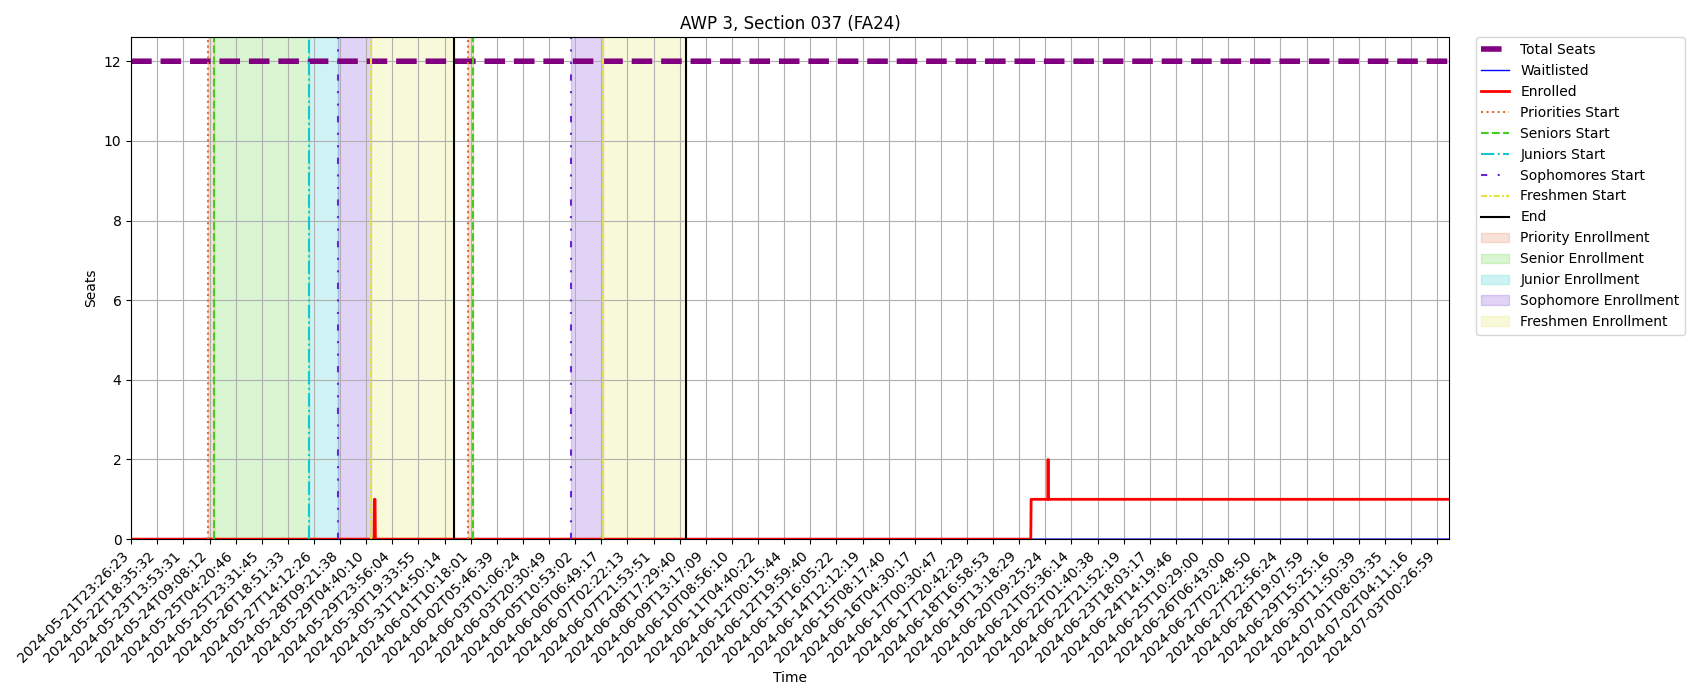 AWP 3, Section 037 (FA24)
Seats
12
10
8
6
4
2
0
2024-05-21T23:26:23
2024-05-22T18:35:32
2024-05-23T13:53:31
2024-05-24T09:08:12
2024-05-25T04:20:46
2024-05-25T23:31:45
2024-05-26T18:51:33
2024-05-27T14:12:26
2024-05-28T09:21:38
2024-05-29T04:40:10
2024-05-29T23:56:04
2024-05-30T19:33:55
2024-05-31T14:50:14
2024-06-01T10:18:01
2024-06-02T05:46:39
2024-06-03T01:06:24
2024-06-03T20:30:49
2024-06-05T10:53:02
2024-06-06T06:49:17
2024-06-07T02:22:13
2024-06-07T21:53:51
2024-06-08T17:29:40
2024-06-09T13:17:09
2024-06-10T08:56:10
2024-06-11T04:40:22
2024-06-12T00:15:44
2024-06-12T19:59:40
2024-06-13T16:05:22
2024-06-14T12:12:19
2024-06-15T08:17:40
2024-06-16T04:30:17
2024-06-17T00:30:47
2024-06-17T20:42:29
2024-06-18T16:58:53
2024-06-19T13:18:29
2024-06-20T09:25:24
2024-06-21T05:36:14
2024-06-22T01:40:38
2024-06-22T21:52:19
2024-06-23T18:03:17
2024-06-24T14:19:46
2024-06-25T10:29:00
2024-06-26T06:43:00
2024-06-27T02:48:50
2024-06-27T22:56:24
2024-06-28T19:07:59
2024-06-29T15:25:16
2024-06-30T11:50:39
2024-07-01T08:03:35
2024-07-02T04:11:16
2024-07-03T00:26:59
Time
Total Seats
Waitlisted
Enrolled
Priorities Start
Seniors Start
Juniors Start
Sophomores Start
Freshmen Start
End
Priority Enrollment
Senior Enrollment
Junior Enrollment
Sophomore Enrollment
Freshmen Enrollment